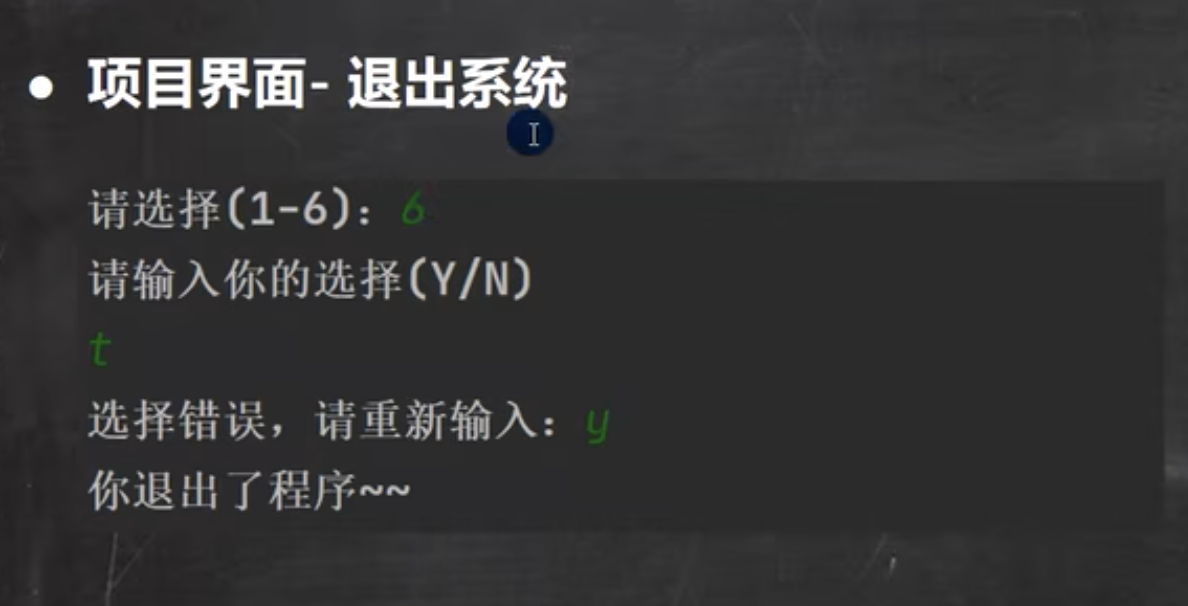 • 项目界面- 退出系统
请选择(1-6): 6
请输入你的选择(Y/N)
t
选择错误，请重新输入：y
你退出了程序~~